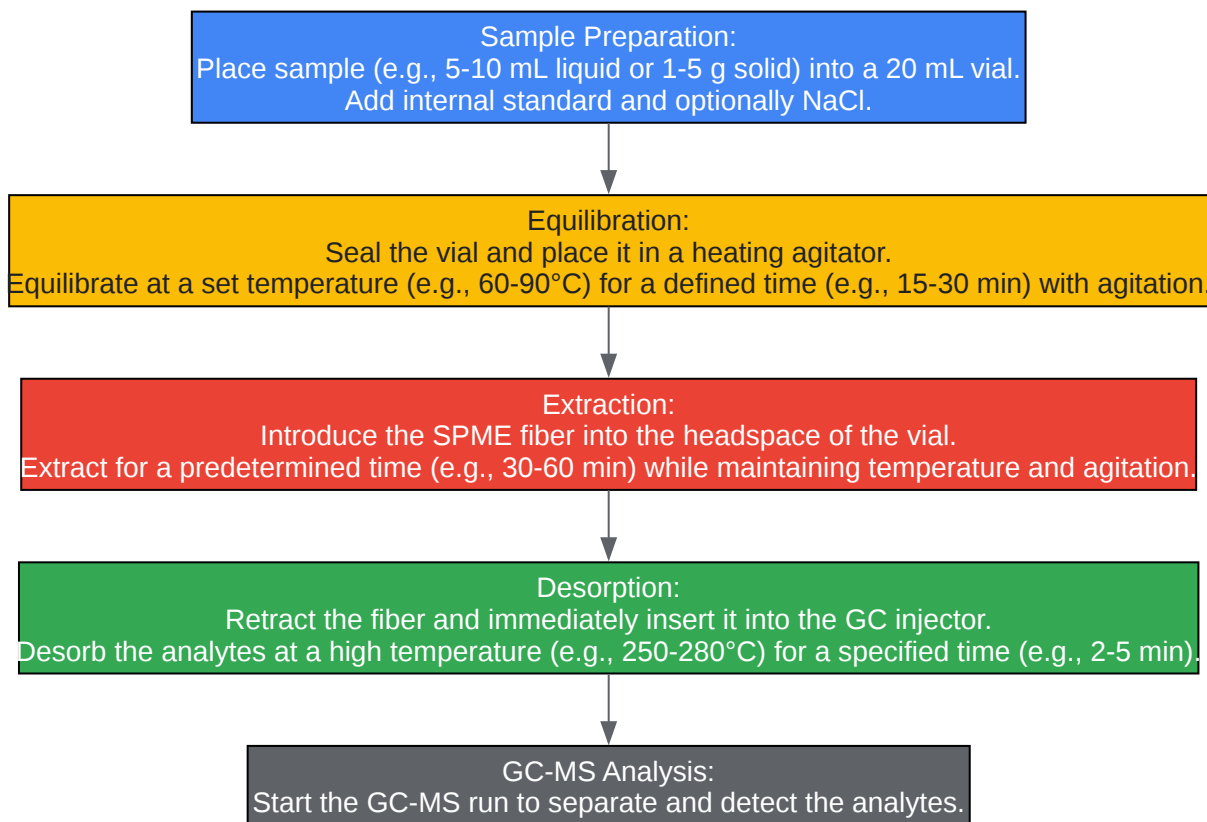 Sample Preparation:
Place sample (e.g., 5-10 mL liquid or 1-5 g solid) into a 20 mL vial.
Add internal standard and optionally NaCl.
Equilibration:
Seal the vial and place it in a heating agitator.
Equilibrate at a set temperature (e.g., 60-90°C) for a defined time (e.g., 15-30 min) with agitation.
Extraction:
Introduce the SPME fiber into the headspace of the vial.
Extract for a predetermined time (e.g., 30-60 min) while maintaining temperature and agitation.
Desorption:
Retract the fiber and immediately insert it into the GC injector.
Desorb the analytes at a high temperature (e.g., 250-280°C) for a specified time (e.g., 2-5 min).
GC-MS Analysis:
Start the GC-MS run to separate and detect the analytes.